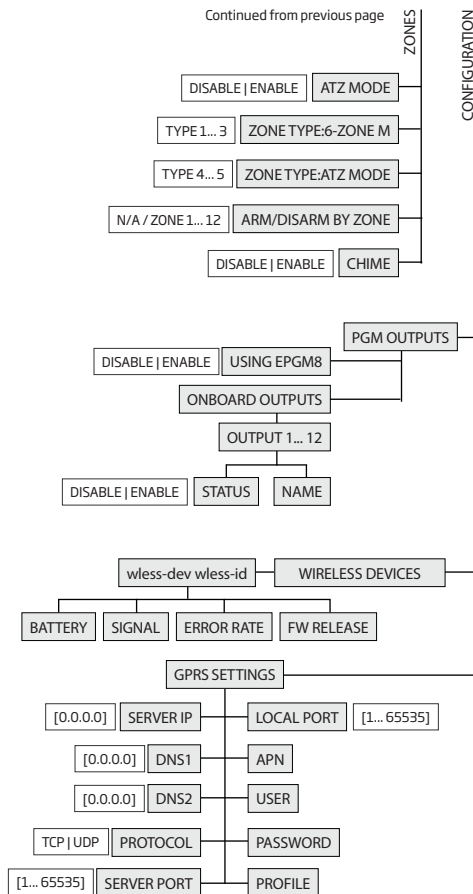 Continued from previous page
ZONES
CONFIGURATION
DISABLE | ENABLE ATZ MODE
TYPE 1... 3 ZONE TYPE:6-ZONE M
TYPE 4... 5 ZONE TYPE:ATZ MODE
N/A / ZONE 1... 12 ARM/DISARM BY ZONE
DISABLE | ENABLE CHIME
PGM OUTPUTS
DISABLE | ENABLE USING EPGM8
ONBOARD OUTPUTS
OUTPUT 1... 12
DISABLE | ENABLE STATUS NAME
wless-dev wless-id WIRELESS DEVICES
BATTERY SIGNAL ERROR RATE FW RELEASE
GPRS SETTINGS
[0.0.0.0] SERVER IP LOCAL PORT [1... 65535]
[0.0.0.0] DNS1 APN
[0.0.0.0] DNS2 USER
TCP | UDP PROTOCOL PASSWORD
[1... 65535] SERVER PORT PROFILE